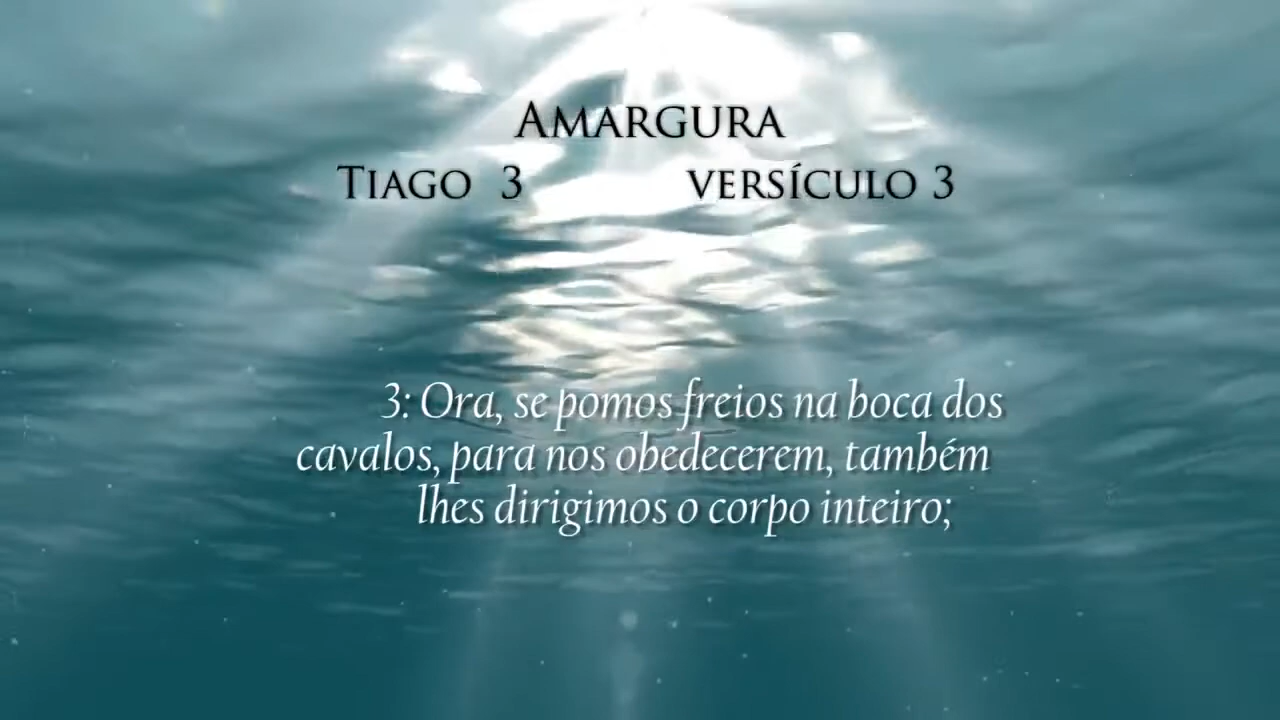 Amargura
Tiago 3 versículo 3
3: Ora, se pomos freios na boca dos
cavalos, para nos obedecerem, também
lhes dirigimos o corpo inteiro;